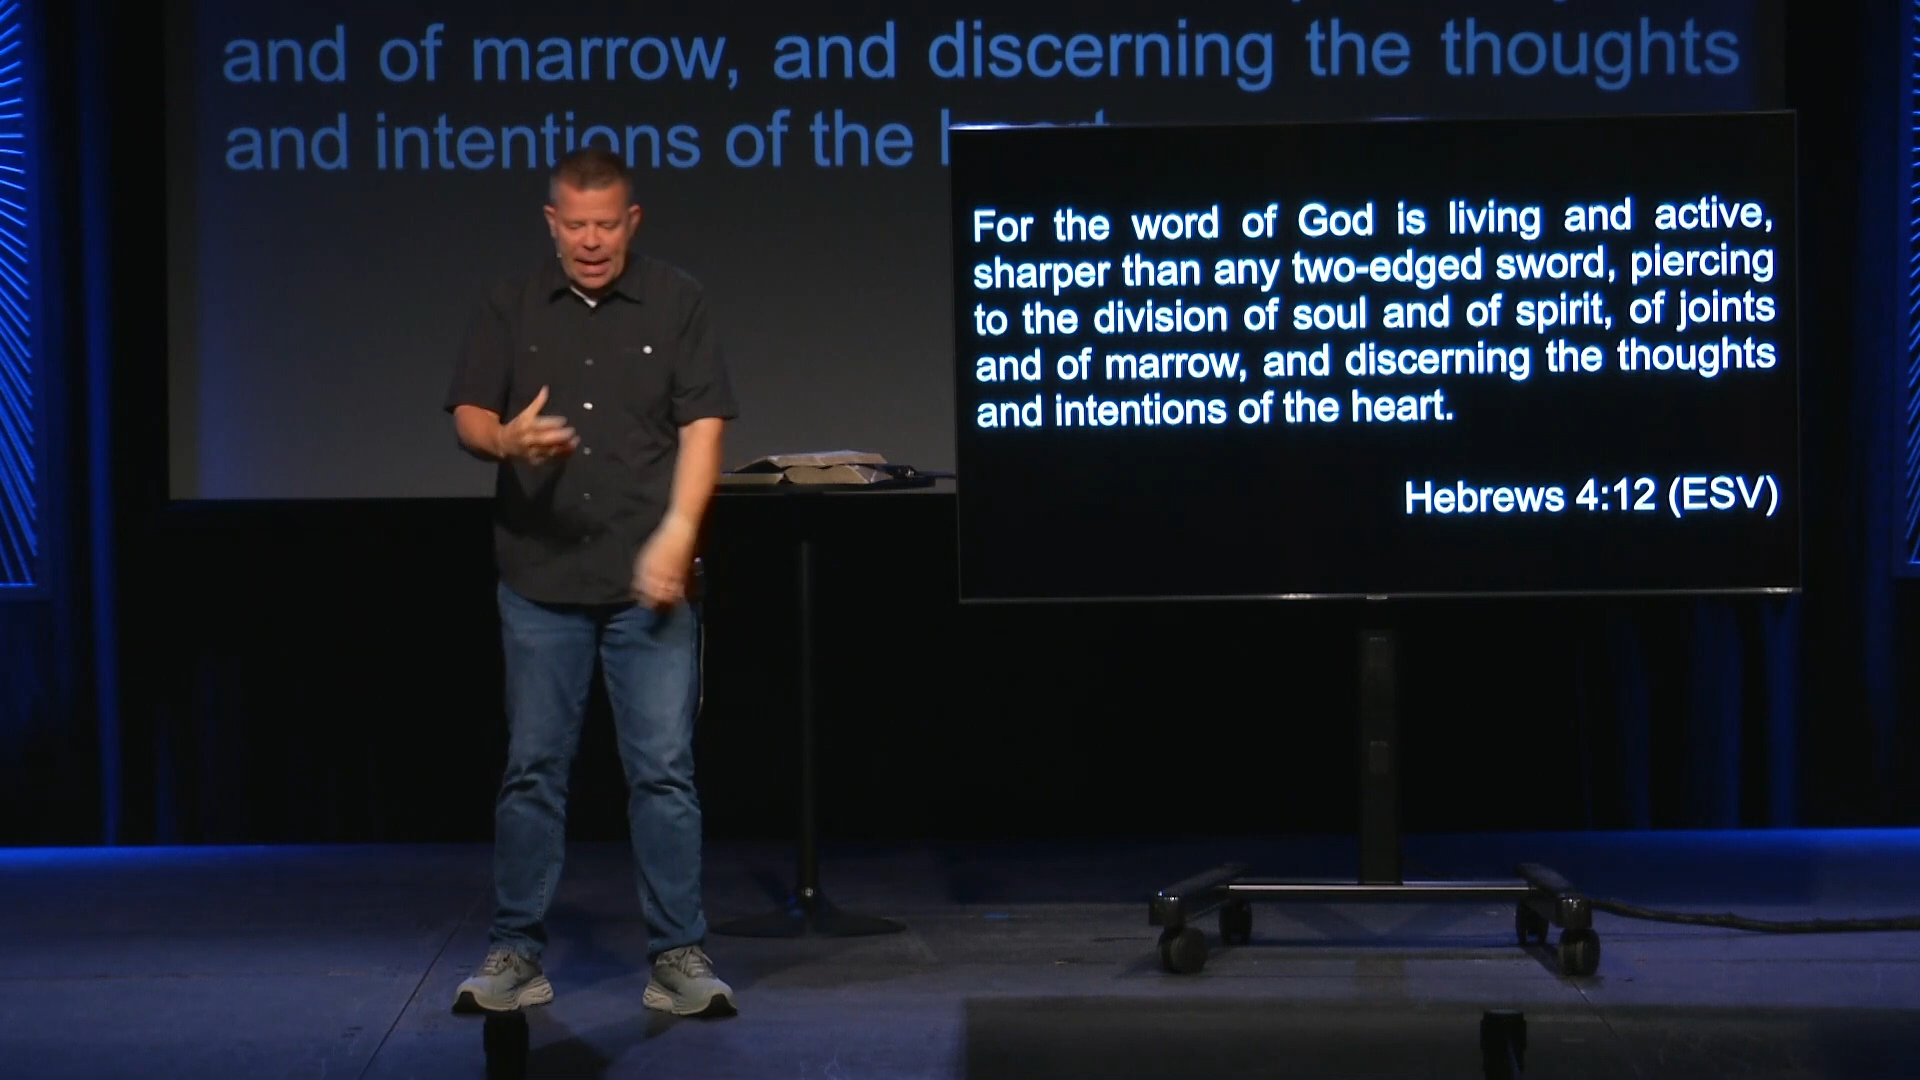 and of marrow, and discerning the thoughts
and intentions of the
For the word of God is living and active,
sharper than any two-edged sword, piercing
to the division of soul and of spirit, of joints
and of marrow, and discerning the thoughts
and intentions of the heart.
Hebrews 4:12 (ESV)